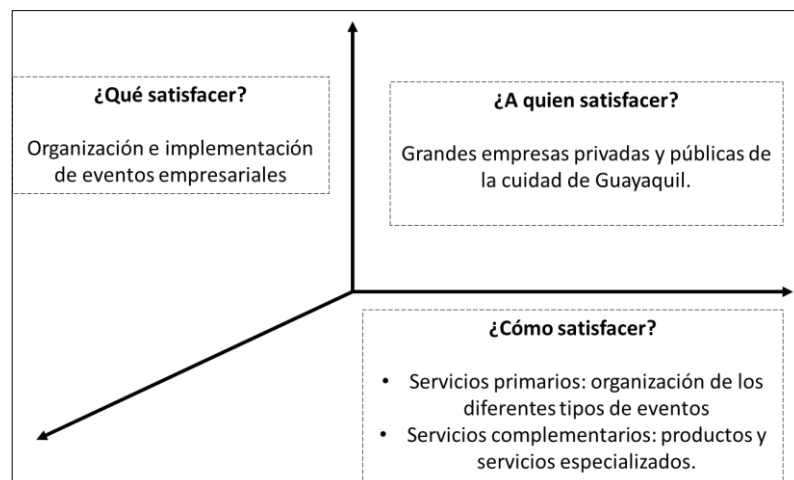 ¿Qué satisfacer?
Organización e implementación
de eventos empresariales
¿A quien satisfacer?
Grandes empresas privadas y públicas de
la cuidad de Guayaquil.
¿Cómo satisfacer?
• Servicios primarios: organización de los
diferentes tipos de eventos
• Servicios complementarios: productos y
servicios especializados.